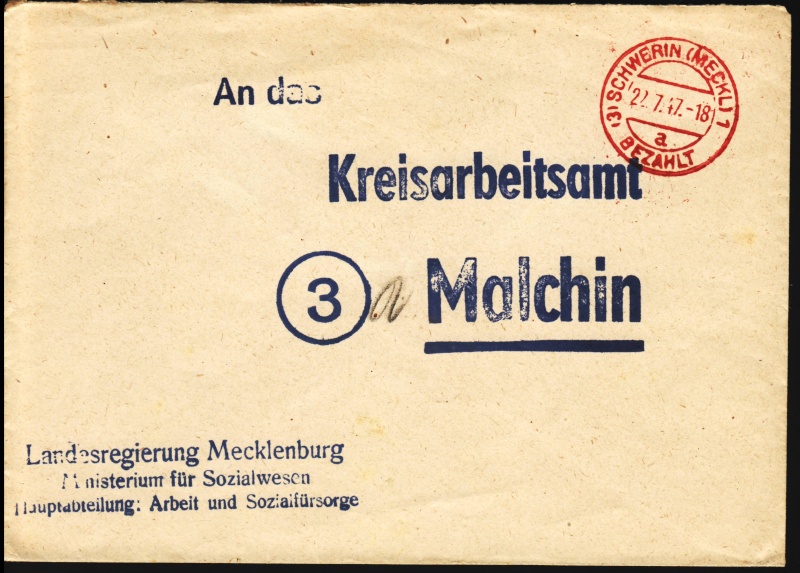 An das
(3) SCHWERIN (MECKL) 1
22.7.47.-18
a
BEZAHLT
Kreisarbeitsamt
3 a Malchin
Landesregierung Mecklenburg
Ministerium für Sozialwesen
Hauptabteilung: Arbeit und Sozialfürsorge